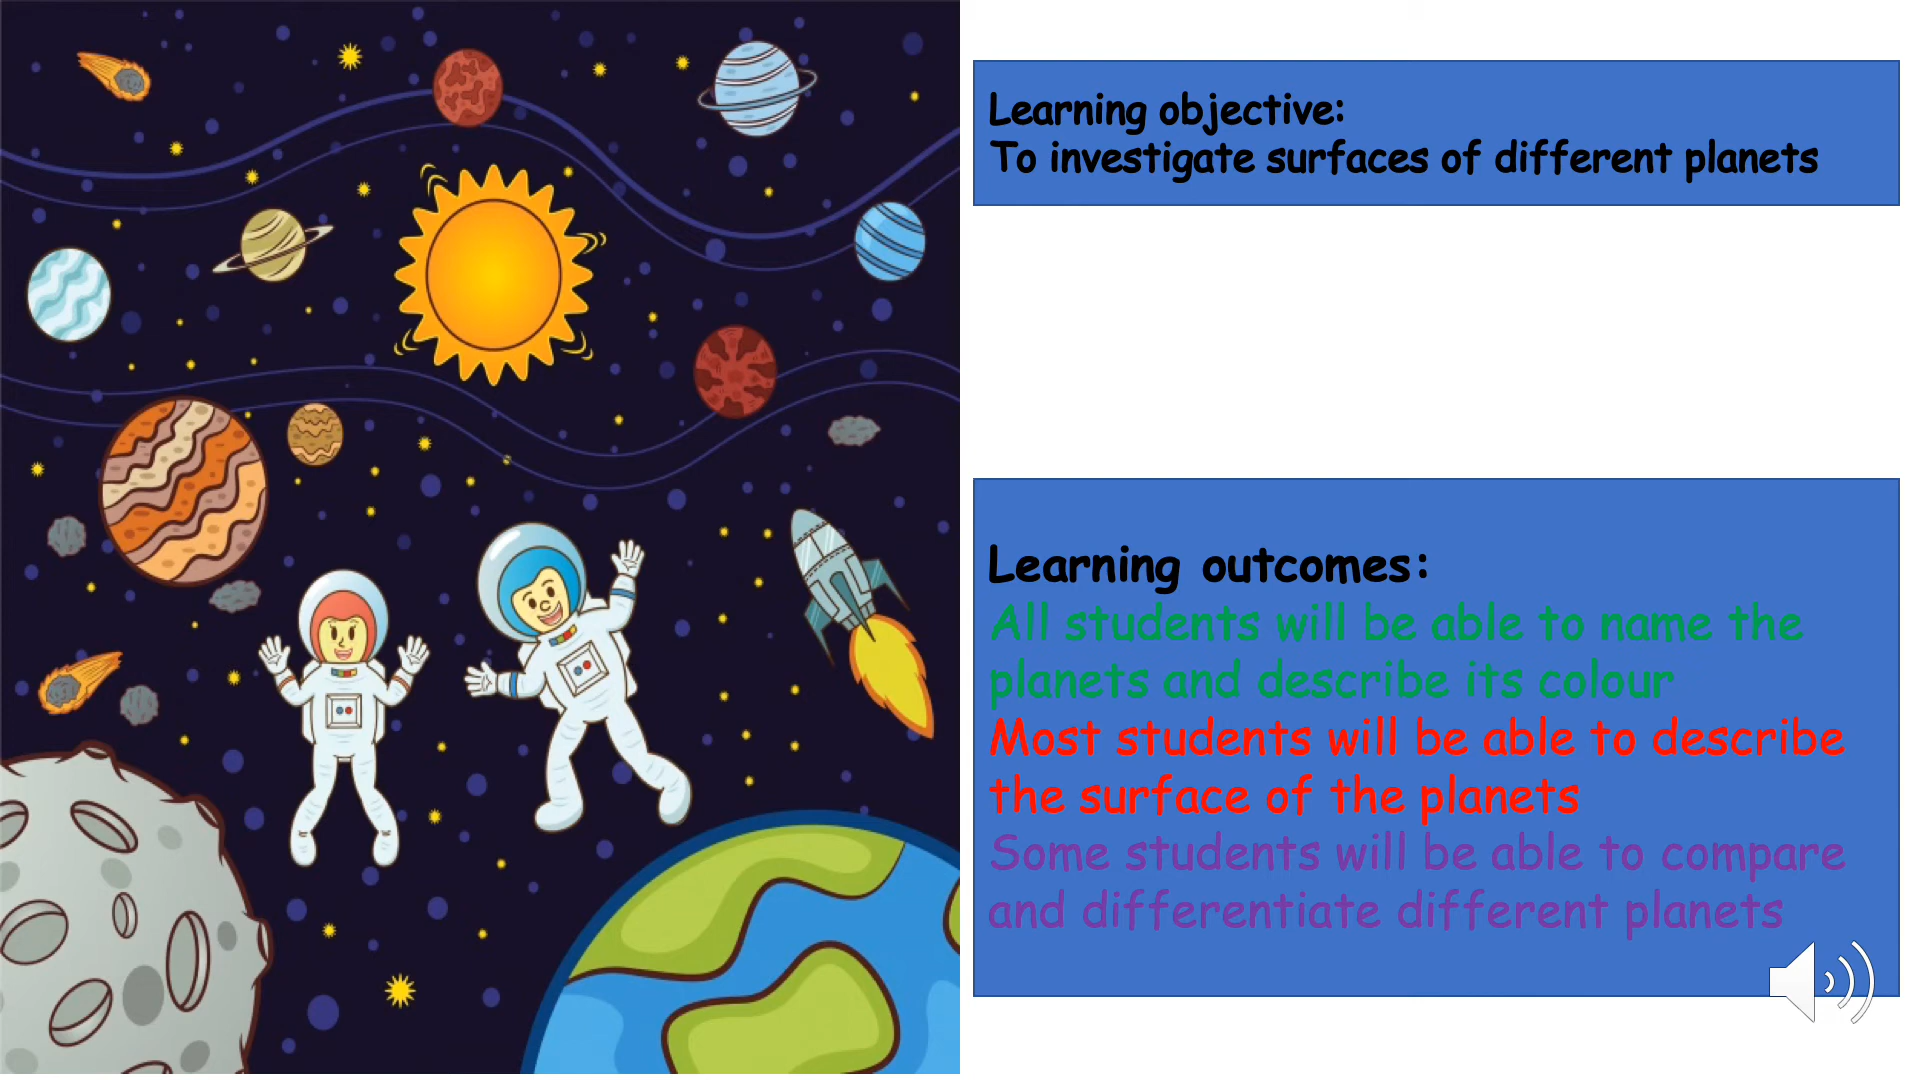 Learning objective:
To investigate surfaces of different planets
Learning outcomes:
All students will be able to name the
planets and describe its colour
Most students will be able to describe
the surface of the planets
Some students will be able to compare
and differentiate different planets